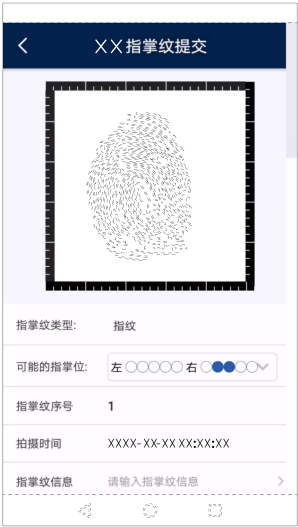 XX指掌纹提交
指掌纹类型: 指纹
可能的指掌位: 左 右
指掌纹序号 1
拍摄时间 XXXX-XX-XX XX:XX:XX
指掌纹信息 请输入指掌纹信息